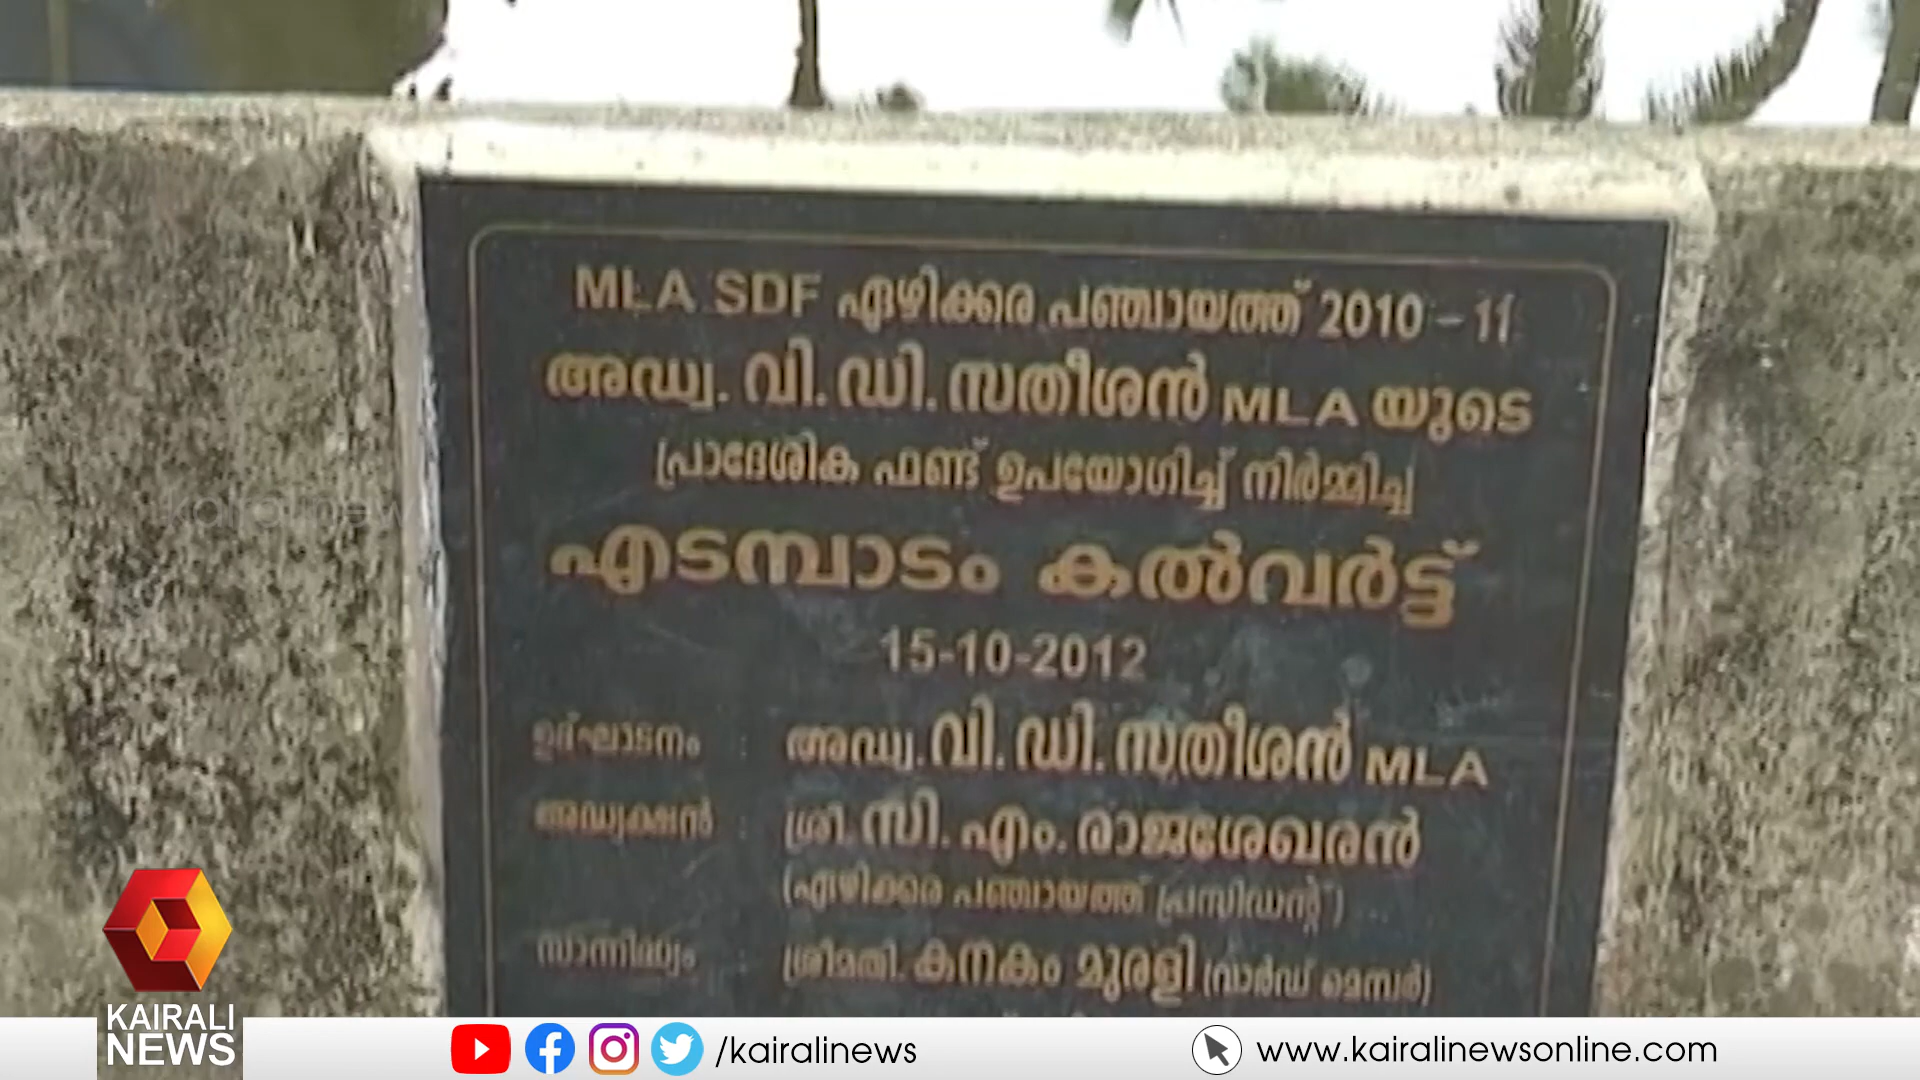 MLA SDF ഏഴിക്കര പഞ്ചായത്ത് 2010 - 11
അഡ്വ. വി. ഡി. സതീശൻ MLA യുടെ
പ്രാദേശിക ഫണ്ട് ഉപയോഗിച്ച് നിർമ്മിച്ച
എടമ്പാടം കൽവർട്ട്
15-10-2012
ഉദ്ഘാടനം : അഡ്വ. വി. ഡി. സതീശൻ MLA
അദ്ധ്യക്ഷൻ : ശ്രീ. സി. എം. രാജശേഖരൻ
(ഏഴിക്കര പഞ്ചായത്ത് പ്രസിഡന്റ്)
സാന്നിദ്ധ്യം : ശ്രീമതി. കനകം മുരളി (വാർഡ് മെമ്പർ)
kairalinew
KAIRALI
NEWS
/kairalinews
www.kairalinewsonline.com